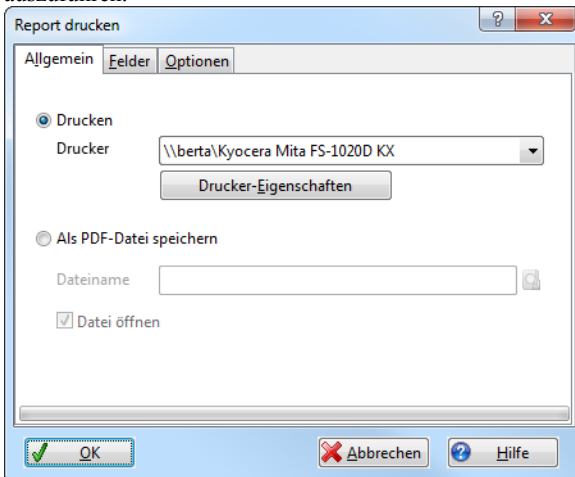 Report drucken
Allgemein Felder Optionen
Drucken
Drucker \\berta\Kyocera Mita FS-1020D KX
Drucker-Eigenschaften
Als PDF-Datei speichern
Dateiname
Datei öffnen
OK Abbrechen Hilfe